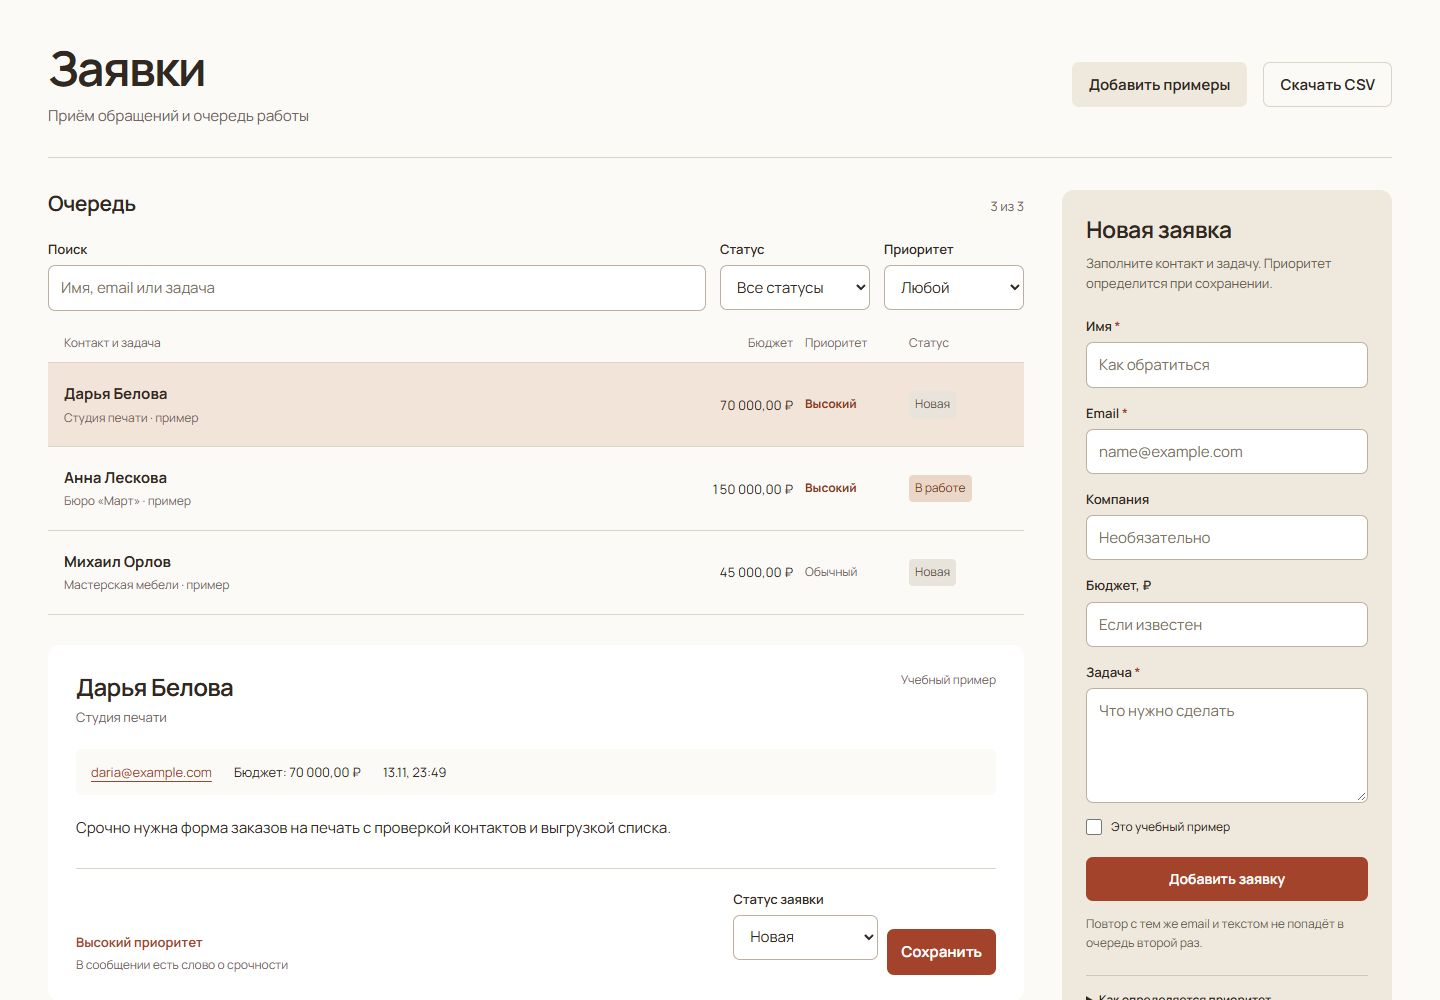 Заявки
Приём обращений и очередь работы
Добавить примеры
Скачать CSV
Очередь
3 из 3
Поиск
Статус
Приоритет
Имя, email или задача
Все статусы
Любой
Контакт и задача
Бюджет
Приоритет
Статус
Дарья Белова
Студия печати · пример
70 000,00 ₽
Высокий
Новая
Анна Лескова
Бюро «Март» · пример
150 000,00 ₽
Высокий
В работе
Михаил Орлов
Мастерская мебели · пример
45 000,00 ₽
Обычный
Новая
Дарья Белова
Учебный пример
Студия печати
daria@example.com
Бюджет: 70 000,00 ₽
13.11, 23:49
Срочно нужна форма заказов на печать с проверкой контактов и выгрузкой списка.
Высокий приоритет
В сообщении есть слово о срочности
Статус заявки
Новая
Сохранить
Новая заявка
Заполните контакт и задачу. Приоритет
определится при сохранении.
Имя *
Как обратиться
Email *
name@example.com
Компания
Необязательно
Бюджет, ₽
Если известен
Задача *
Что нужно сделать
Это учебный пример
Добавить заявку
Повтор с тем же email и текстом не попадёт в
очередь второй раз.
Как определяется приоритет